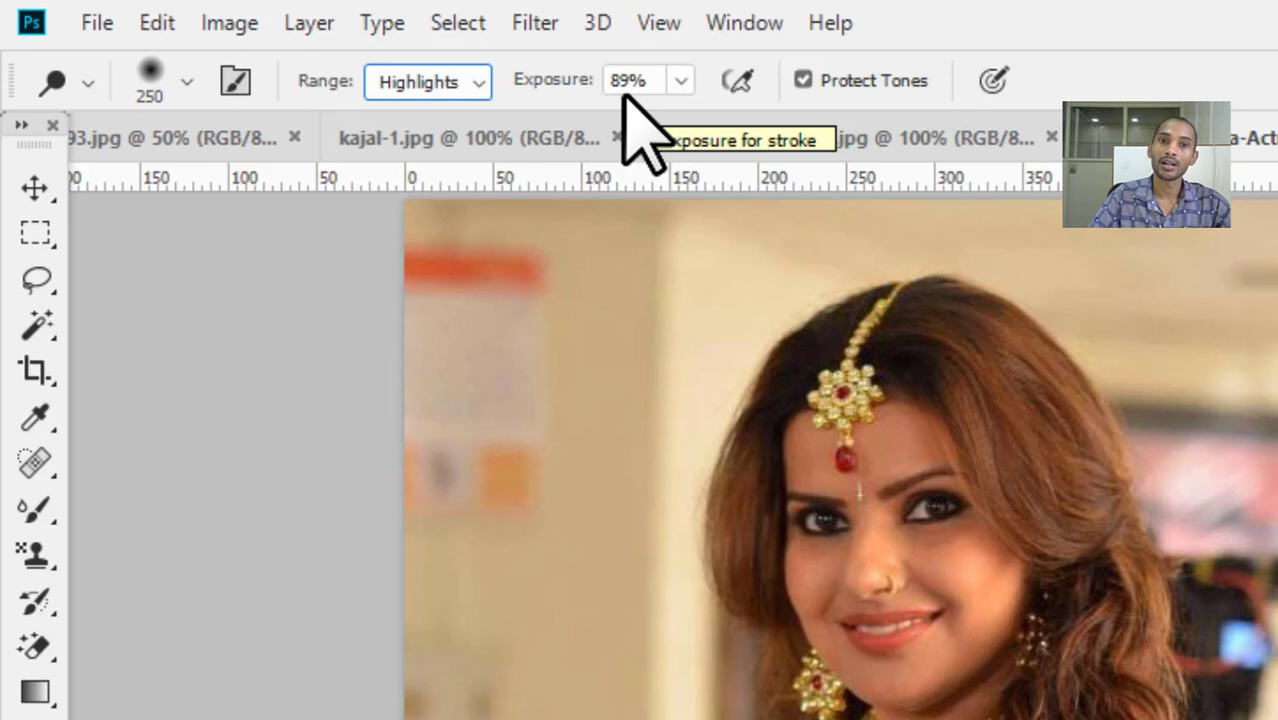 Ps File Edit Image Layer Type Select Filter 3D View Window Help
250 Range: Highlights Exposure: 89% Protect Tones
93.jpg @ 50% (RGB/8... kajal-1.jpg @ 100% (RGB/8... jpg @ 100% (RGB/8... a-Act
xposure for stroke
150 100 50 0 50 100 150 200 250 300 350